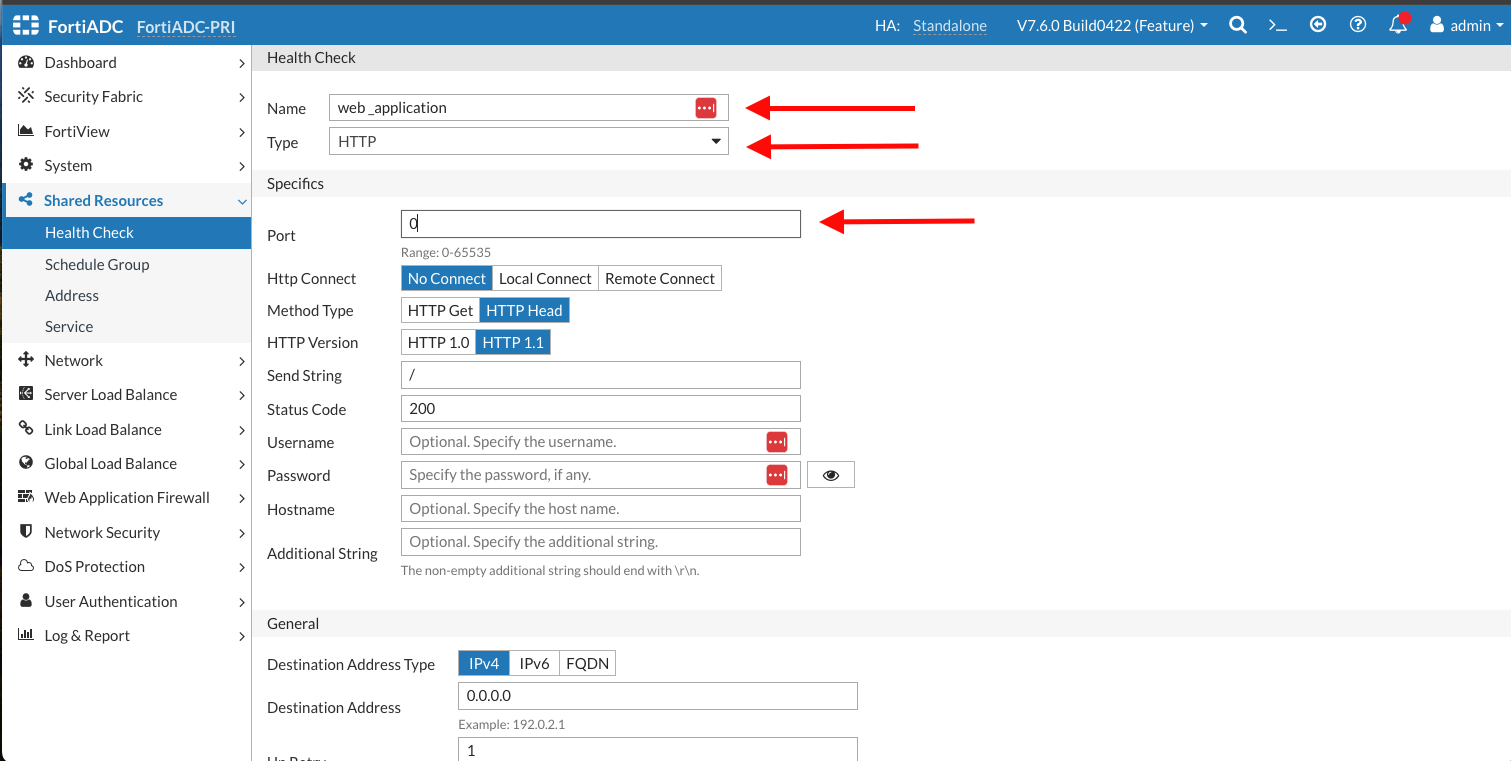 FortiADC FortiADC-PRI HA: Standalone V7.6.0 Build0422 (Feature) >_ admin
Dashboard
Security Fabric
FortiView
System
Shared Resources
Health Check
Schedule Group
Address
Service
Network
Server Load Balance
Link Load Balance
Global Load Balance
Web Application Firewall
Network Security
DoS Protection
User Authentication
Log & Report
Health Check
Name web_application
Type HTTP
Specifics
Port 0
Range: 0-65535
Http Connect No Connect Local Connect Remote Connect
Method Type HTTP Get HTTP Head
HTTP Version HTTP 1.0 HTTP 1.1
Send String /
Status Code 200
Username Optional. Specify the username.
Password Specify the password, if any.
Hostname Optional. Specify the host name.
Additional String Optional. Specify the additional string.
The non-empty additional string should end with \r\n.
General
Destination Address Type IPv4 IPv6 FQDN
Destination Address 0.0.0.0
Example: 192.0.2.1
Up Retry 1